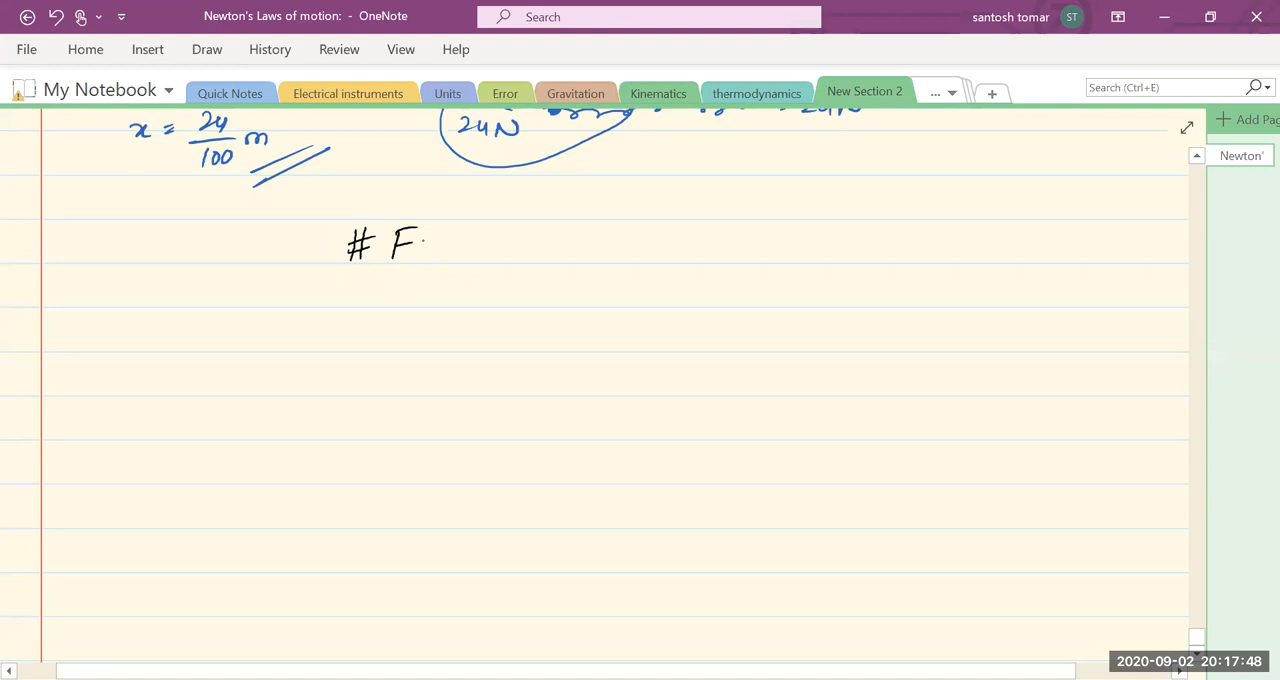 Newton's Laws of motion: - OneNote
Search
santosh tomar ST
File Home Insert Draw History Review View Help
My Notebook
Quick Notes Electrical instruments Units Error Gravitation Kinematics thermodynamics New Section 2 ...
Search (Ctrl+E)
Add Pag
Newton'
x = 24/100 m
24N
# F
2020-09-02 20:17:48